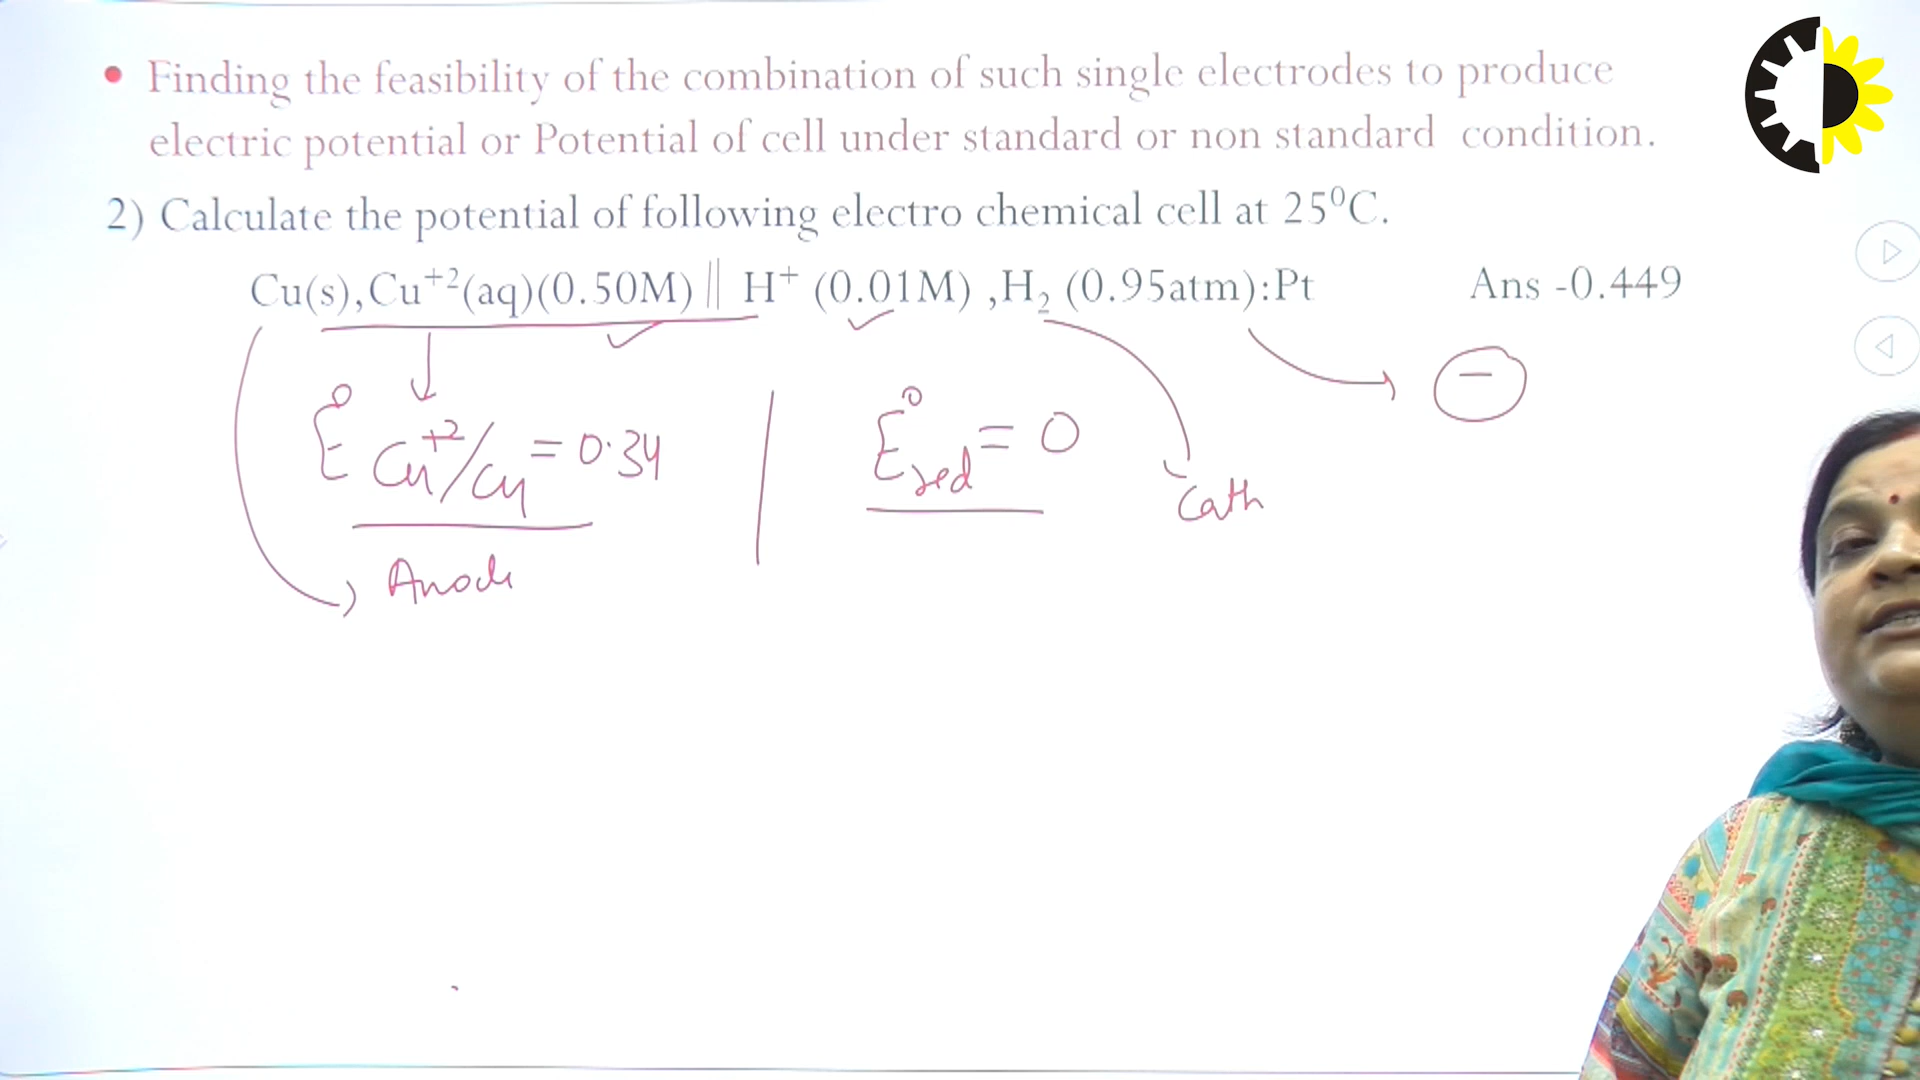 • Finding the feasibility of the combination of such single electrodes to produce
electric potential or Potential of cell under standard or non standard condition.
2) Calculate the potential of following electro chemical cell at 25⁰C.
Cu(s),Cu⁺²(aq)(0.50M) || H⁺ (0.01M) ,H₂ (0.95atm):Pt Ans -0.449
E⁰ Cu⁺²/Cu = 0.34
E⁰red = 0
Cath
Anode